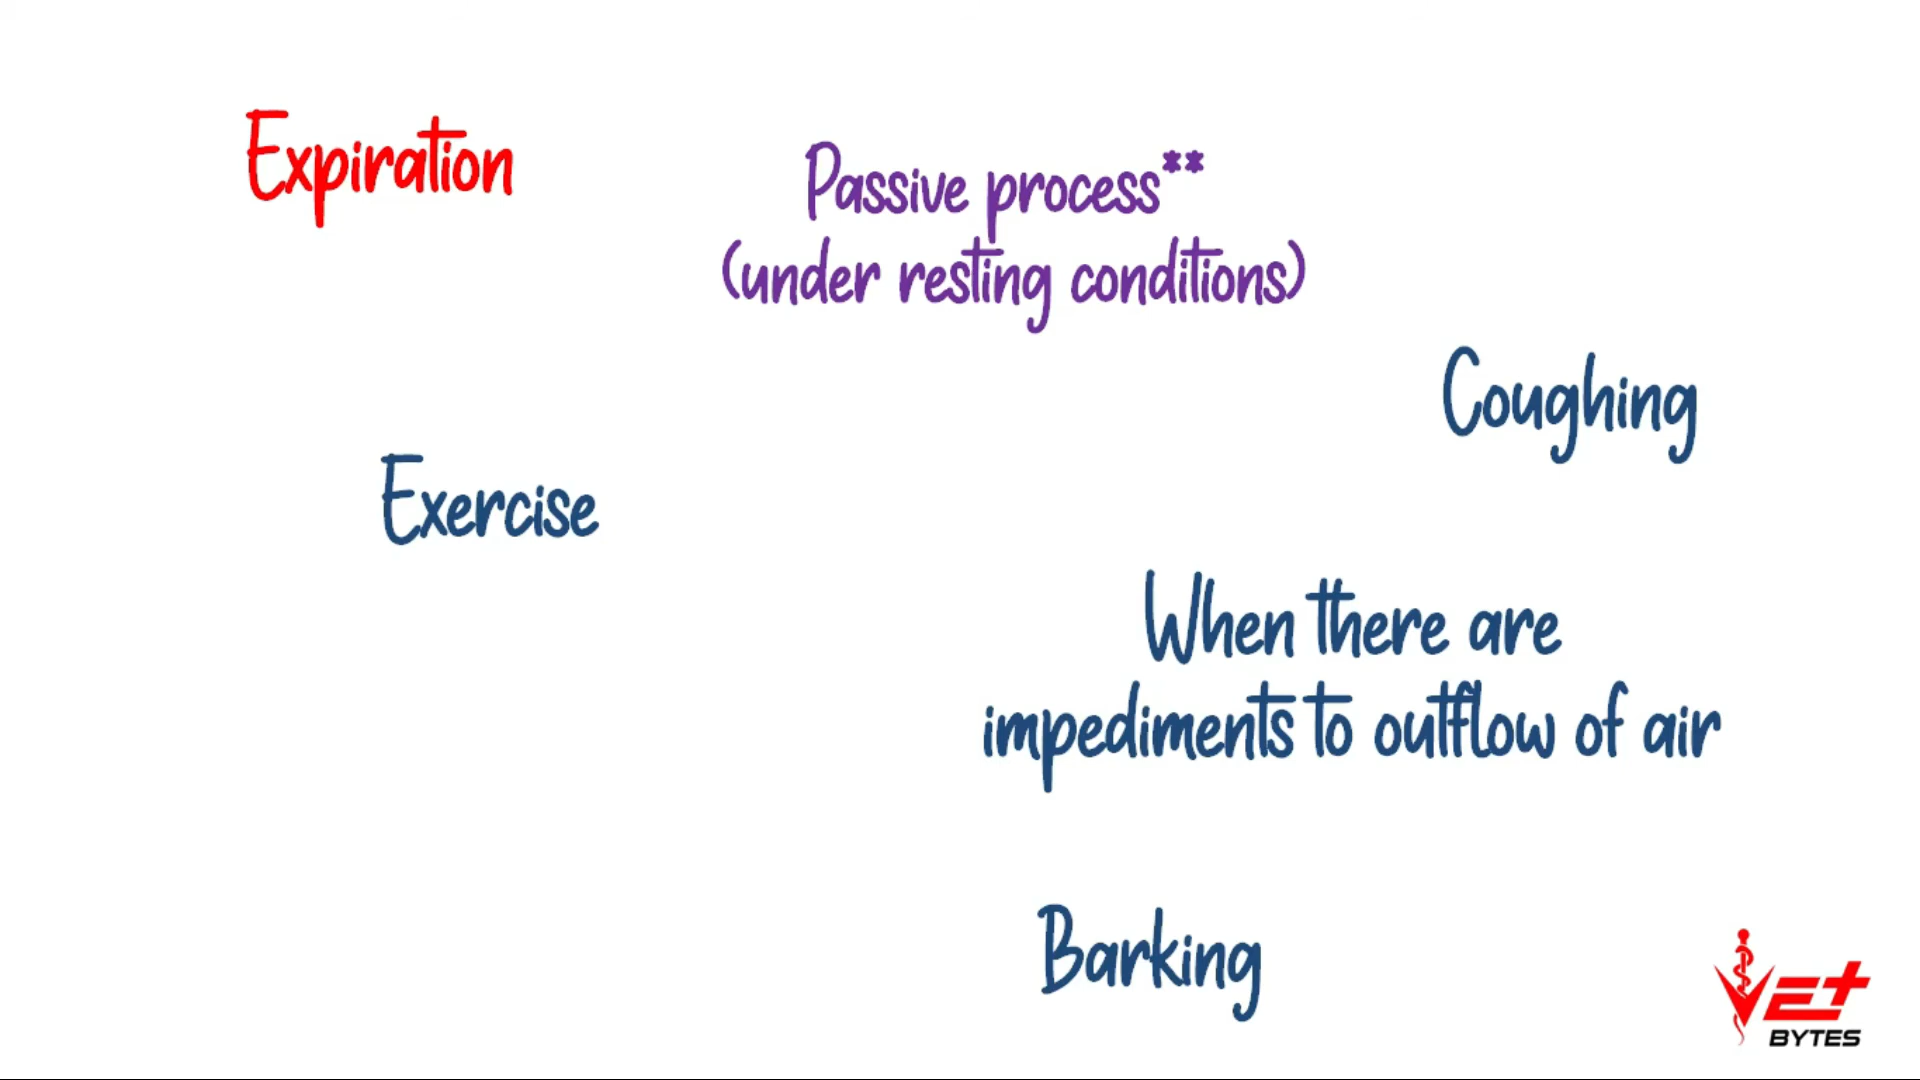 Expiration
Passive process**
(under resting conditions)
Coughing
Exercise
When there are
impediments to outflow of air
Barking
VET
BYTES